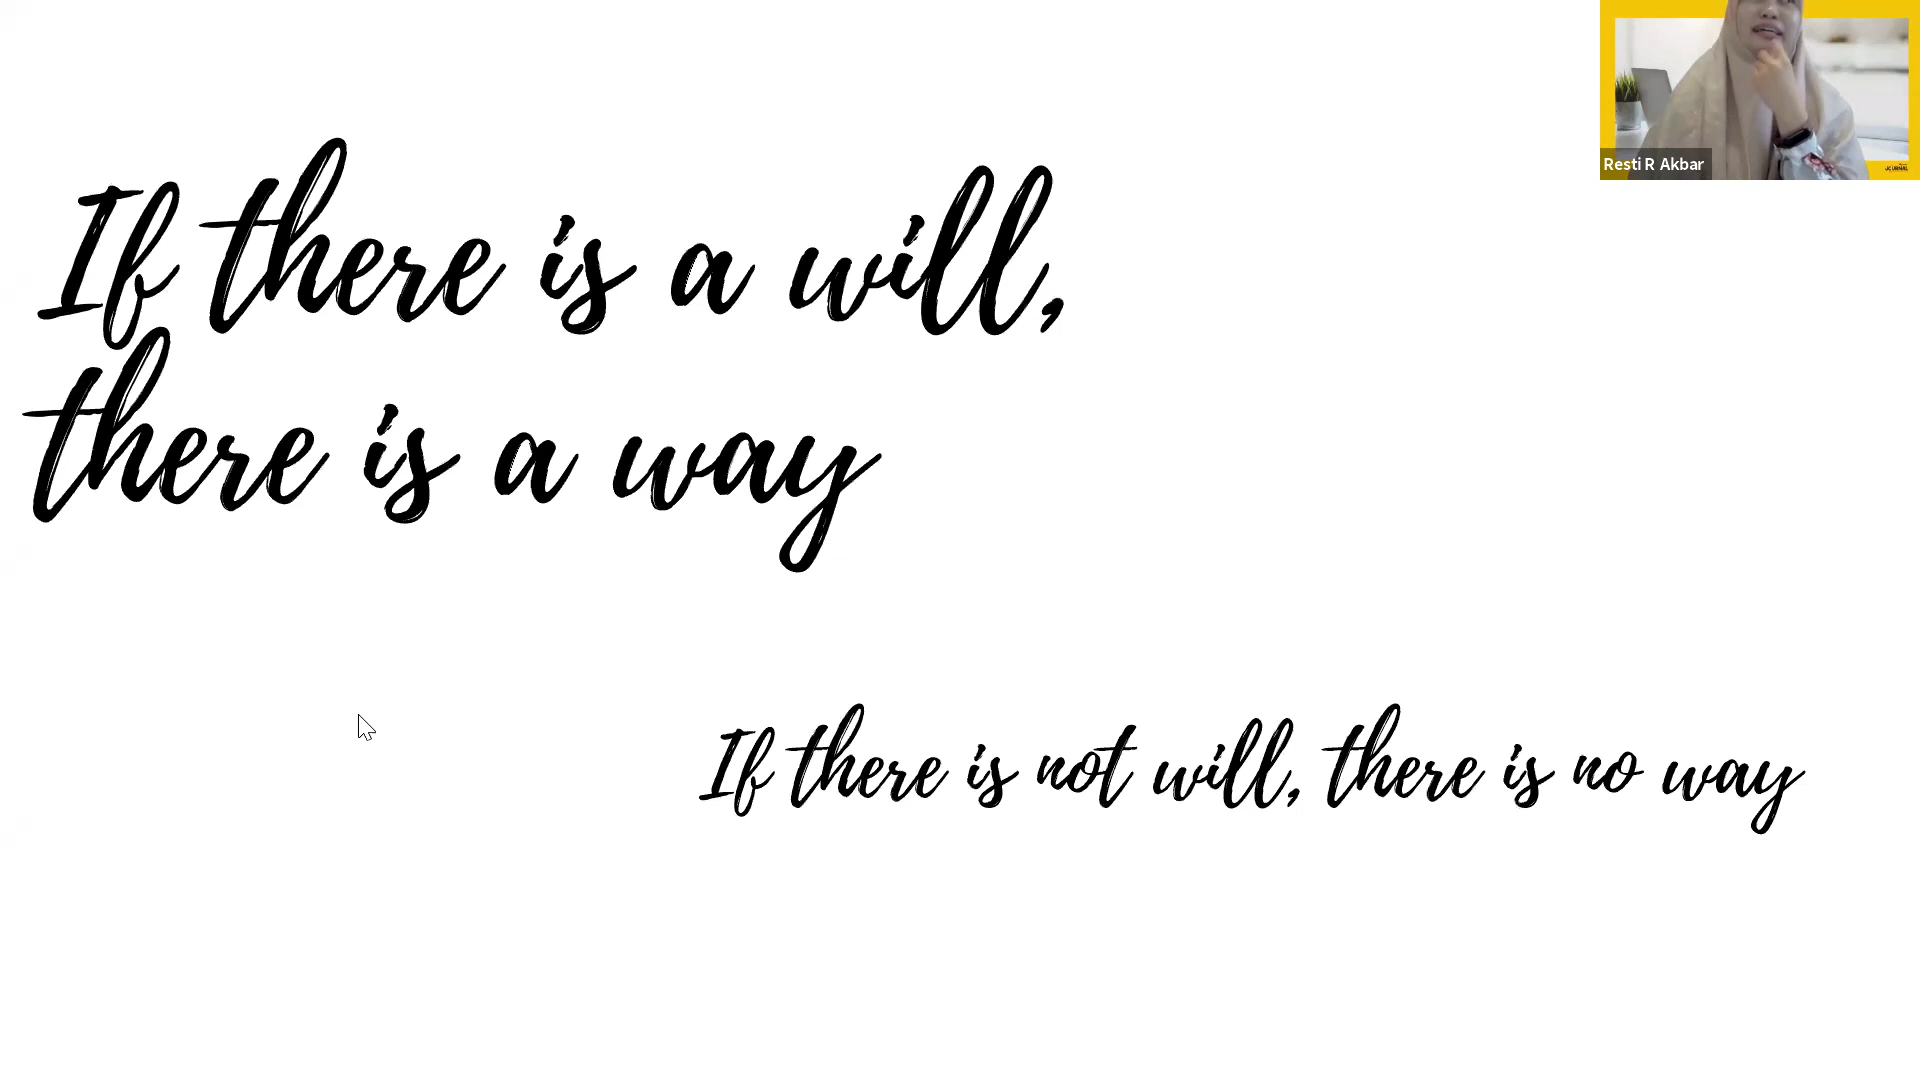 If there is a will,
there is a way
If there is not will, there is no way
Resti R Akbar